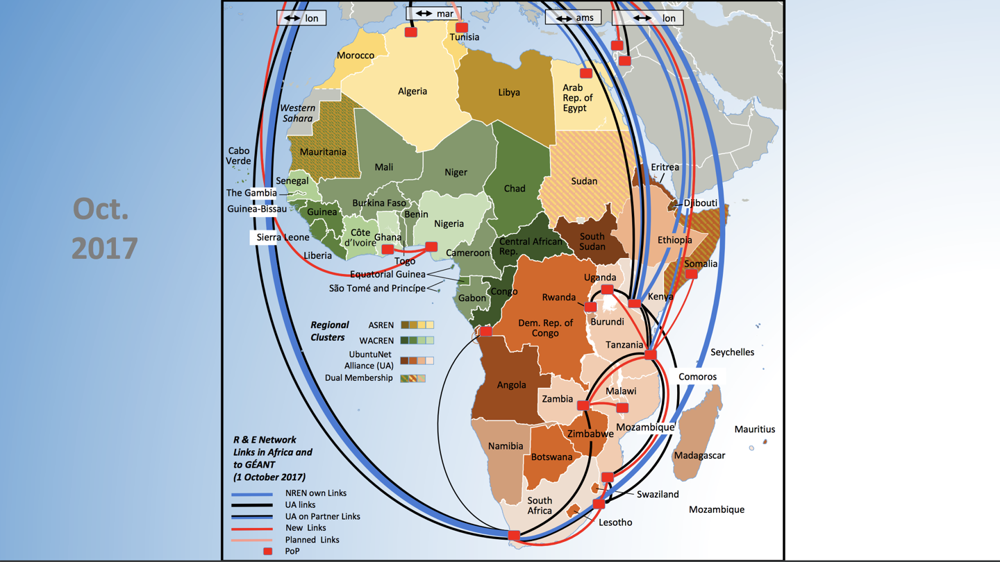 Oct.
2017
lon
mar
ams
lon
Tunisia
Morocco
Algeria
Libya
Arab
Rep. of
Egypt
Western
Sahara
Cabo
Verde
Mauritania
Mali
Niger
Chad
Sudan
Eritrea
Senegal
The Gambia
Guinea-Bissau
Guinea
Burkina Faso
Benin
Nigeria
Djibouti
Sierra Leone
Côte
d'Ivoire
Ghana
Central African
Rep.
South
Sudan
Ethiopia
Liberia
Togo
Cameroon
Somalia
Equatorial Guinea
São Tomé and Princípe
Gabon
Congo
Uganda
Rwanda
Kenya
Burundi
Dem. Rep. of
Congo
Tanzania
Seychelles
Regional
Clusters
ASREN
WACREN
UbuntuNet
Alliance (UA)
Dual Membership
Comoros
Angola
Zambia
Malawi
Mozambique
Mauritius
Zimbabwe
Namibia
Botswana
Madagascar
South
Africa
Swaziland
Mozambique
Lesotho
R & E Network
Links in Africa and
to GÉANT
(1 October 2017)
NREN own Links
UA links
UA on Partner Links
New Links
Planned Links
PoP